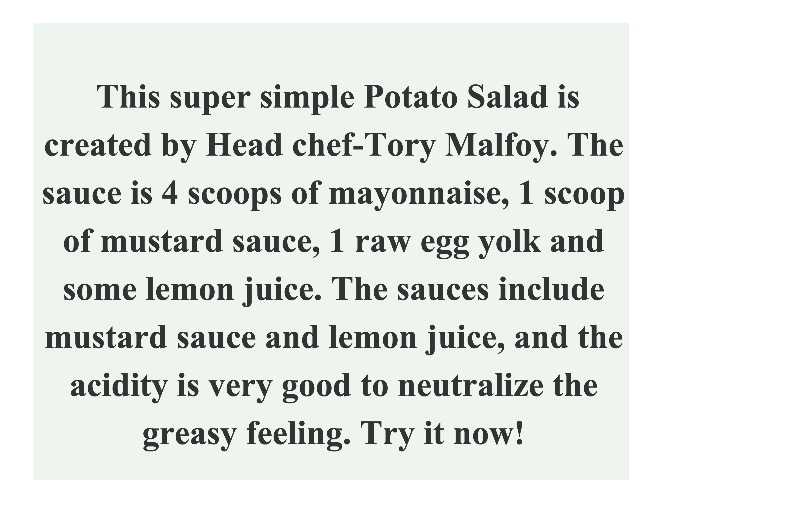 This super simple Potato Salad is
created by Head chef-Tory Malfoy. The
sauce is 4 scoops of mayonnaise, 1 scoop
of mustard sauce, 1 raw egg yolk and
some lemon juice. The sauces include
mustard sauce and lemon juice, and the
acidity is very good to neutralize the
greasy feeling. Try it now!